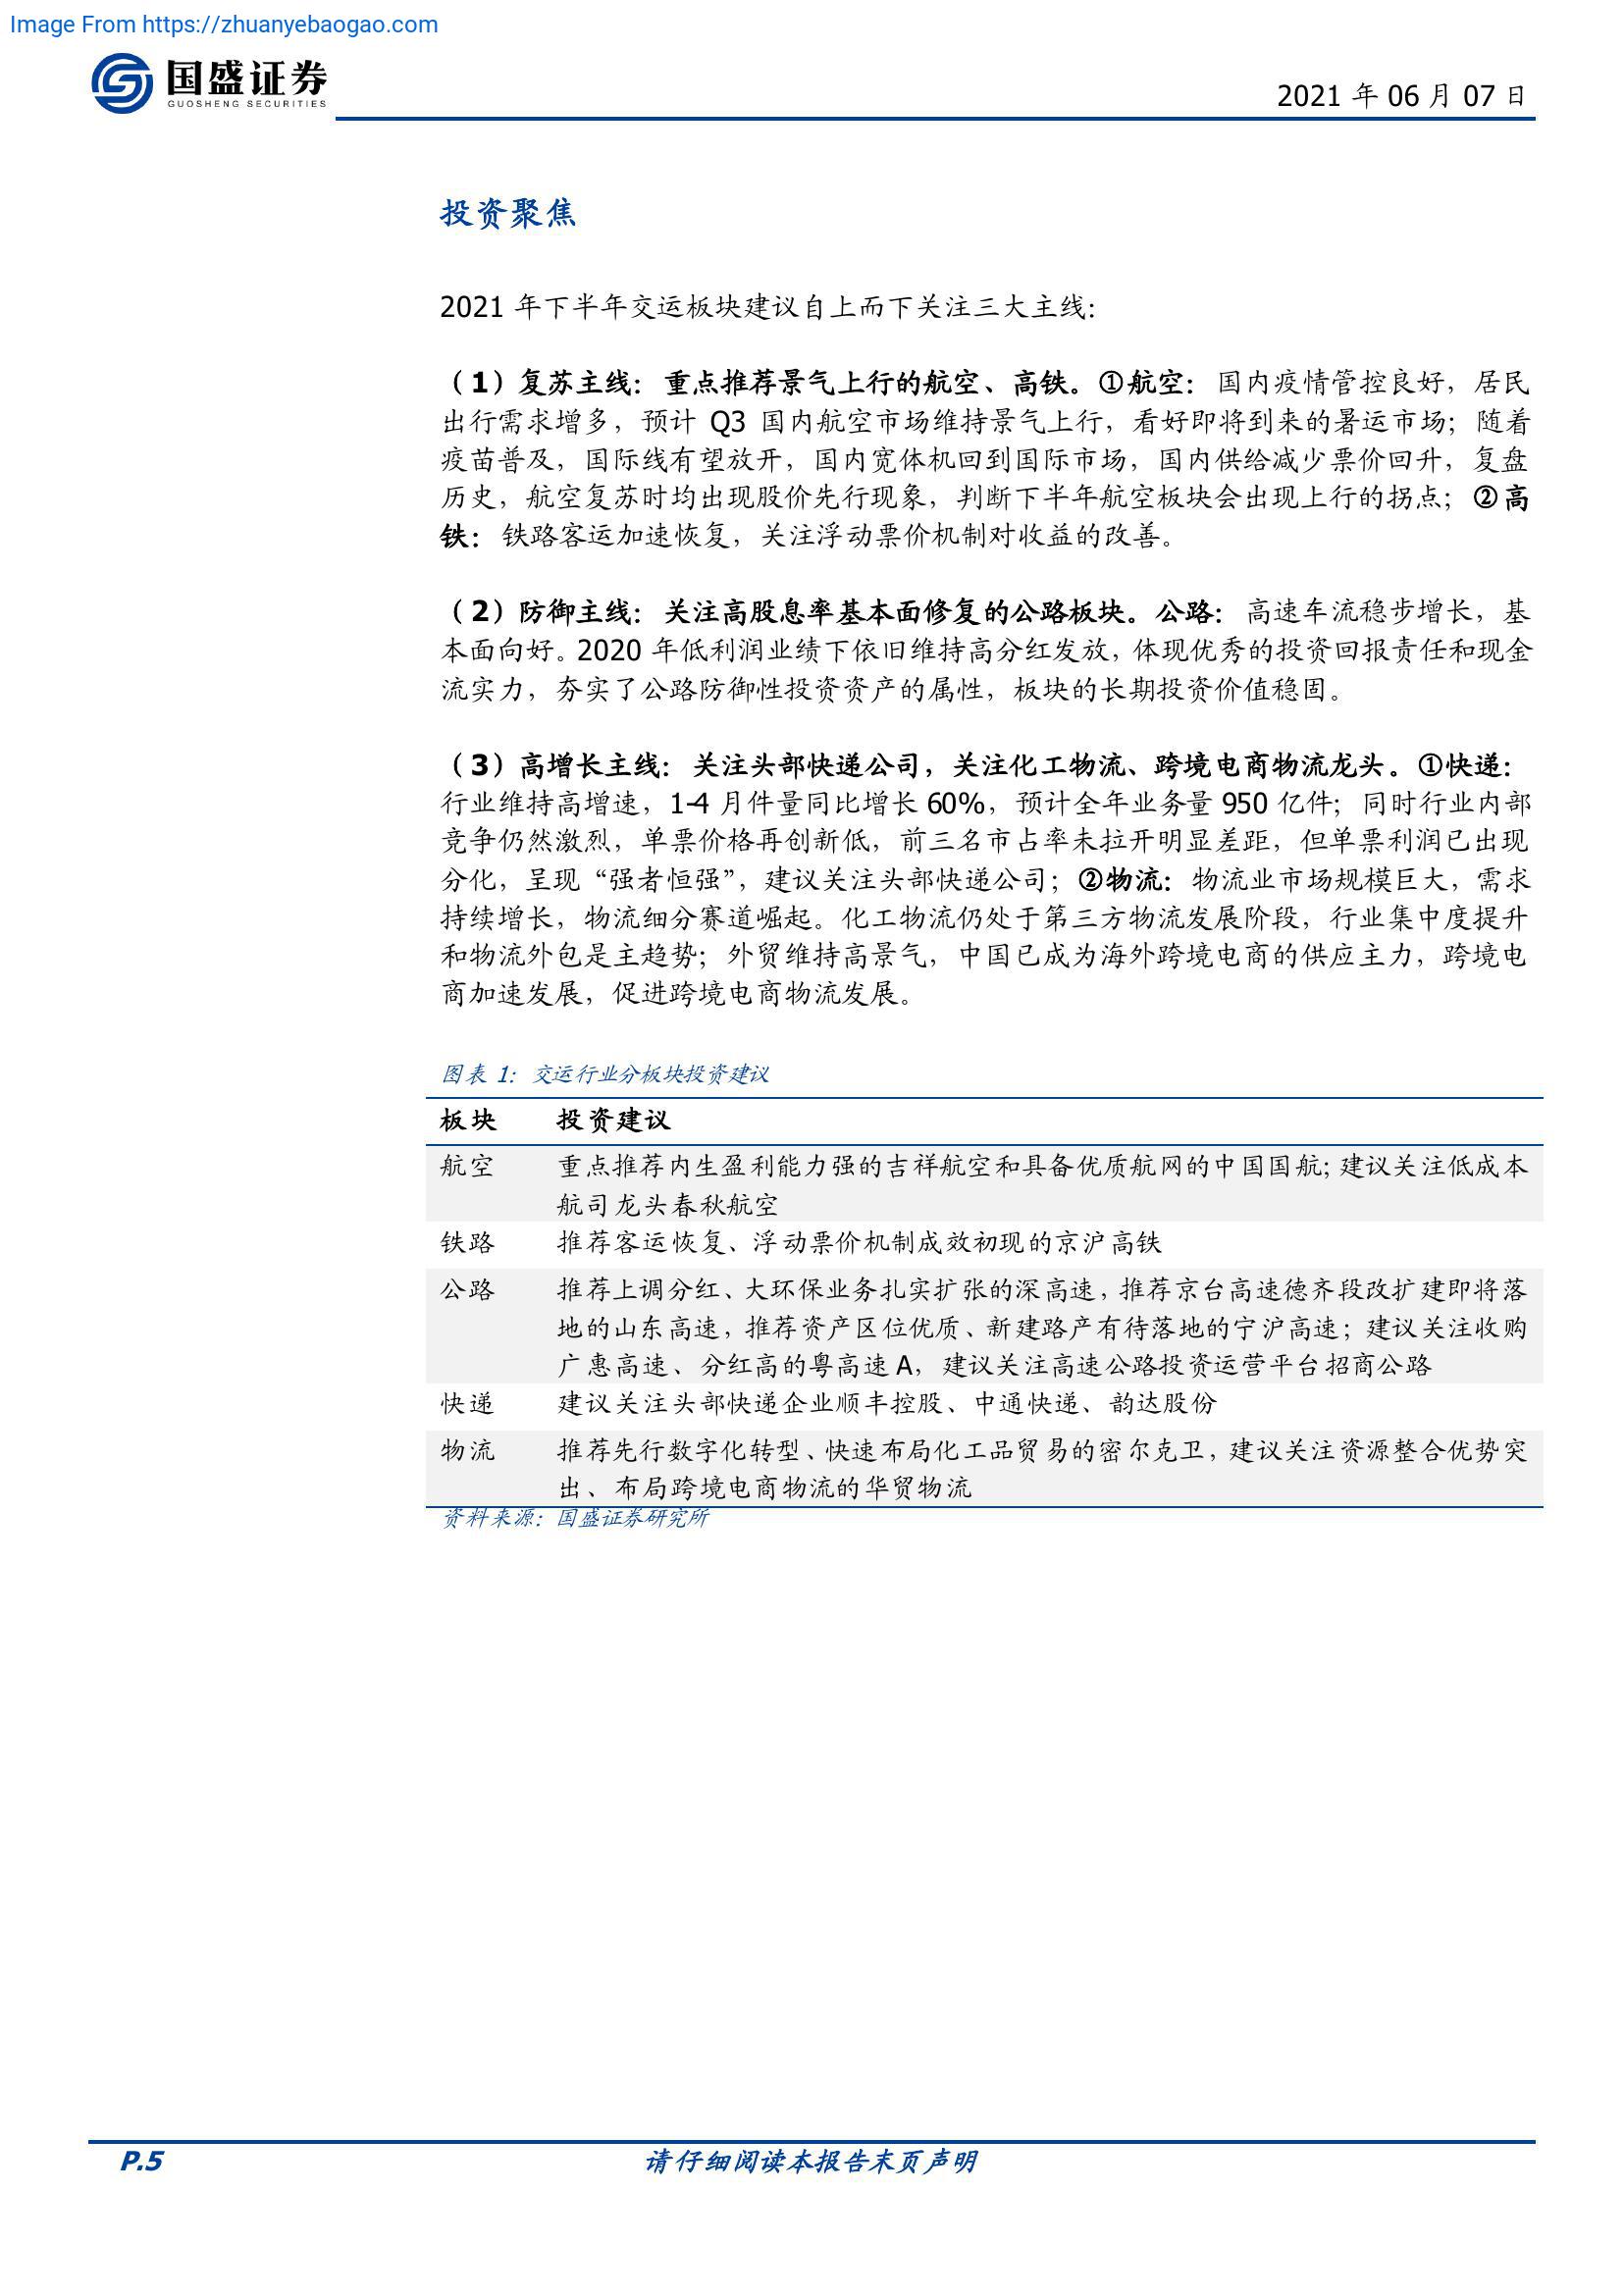 Image From https://zhuanyebaogao.com
国盛证券
GUOSHENG SECURITIES
2021 年 06 月 07 日
投资聚焦
2021 年下半年交运板块建议自上而下关注三大主线：
（1）复苏主线：重点推荐景气上行的航空、高铁。①航空：国内疫情管控良好，居民
出行需求增多，预计 Q3 国内航空市场维持景气上行，看好即将到来的暑运市场；随着
疫苗普及，国际线有望放开，国内宽体机回到国际市场，国内供给减少票价回升，复盘
历史，航空复苏时均出现股价先行现象，判断下半年航空板块会出现上行的拐点；②高
铁：铁路客运加速恢复，关注浮动票价机制对收益的改善。
（2）防御主线：关注高股息率基本面修复的公路板块。公路：高速车流稳步增长，基
本面向好。2020 年低利润业绩下依旧维持高分红发放，体现优秀的投资回报责任和现金
流实力，夯实了公路防御性投资资产的属性，板块的长期投资价值稳固。
（3）高增长主线：关注头部快递公司，关注化工物流、跨境电商物流龙头。①快递：
行业维持高增速，1-4 月件量同比增长 60%，预计全年业务量 950 亿件；同时行业内部
竞争仍然激烈，单票价格再创新低，前三名市占率未拉开明显差距，但单票利润已出现
分化，呈现“强者恒强”，建议关注头部快递公司；②物流：物流业市场规模巨大，需求
持续增长，物流细分赛道崛起。化工物流仍处于第三方物流发展阶段，行业集中度提升
和物流外包是主趋势；外贸维持高景气，中国已成为海外跨境电商的供应主力，跨境电
商加速发展，促进跨境电商物流发展。
图表 1：交运行业分板块投资建议
板块 投资建议
航空 重点推荐内生盈利能力强的吉祥航空和具备优质航网的中国国航；建议关注低成本
航司龙头春秋航空
铁路 推荐客运恢复、浮动票价机制成效初现的京沪高铁
公路 推荐上调分红、大环保业务扎实扩张的深高速，推荐京台高速德齐段改扩建即将落
地的山东高速，推荐资产区位优质、新建路产有待落地的宁沪高速；建议关注收购
广惠高速、分红高的粤高速 A，建议关注高速公路投资运营平台招商公路
快递 建议关注头部快递企业顺丰控股、中通快递、韵达股份
物流 推荐先行数字化转型、快速布局化工品贸易的密尔克卫，建议关注资源整合优势突
出、布局跨境电商物流的华贸物流
资料来源：国盛证券研究所
P.5
请仔细阅读本报告末页声明